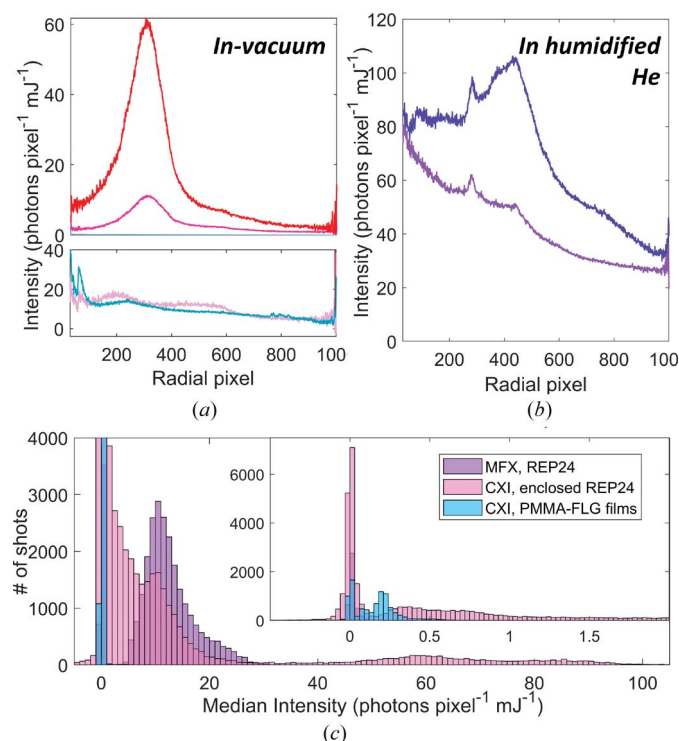 In-vacuum
60
40
20
0
40
20
0
Intensity (photons pixel-1 mJ-1)
200 400 600 800 1000
Radial pixel
(a)
In humidified
He
120
100
80
60
40
20
0
Intensity (photons pixel-1 mJ-1)
200 400 600 800 1000
Radial pixel
(b)
4000
3000
2000
1000
0
# of shots
6000
4000
2000
0
0 0.5 1 1.5
MFX, REP24
CXI, enclosed REP24
CXI, PMMA-FLG films
0 20 40 60 80 100
Median Intensity (photons pixel-1 mJ-1)
(c)